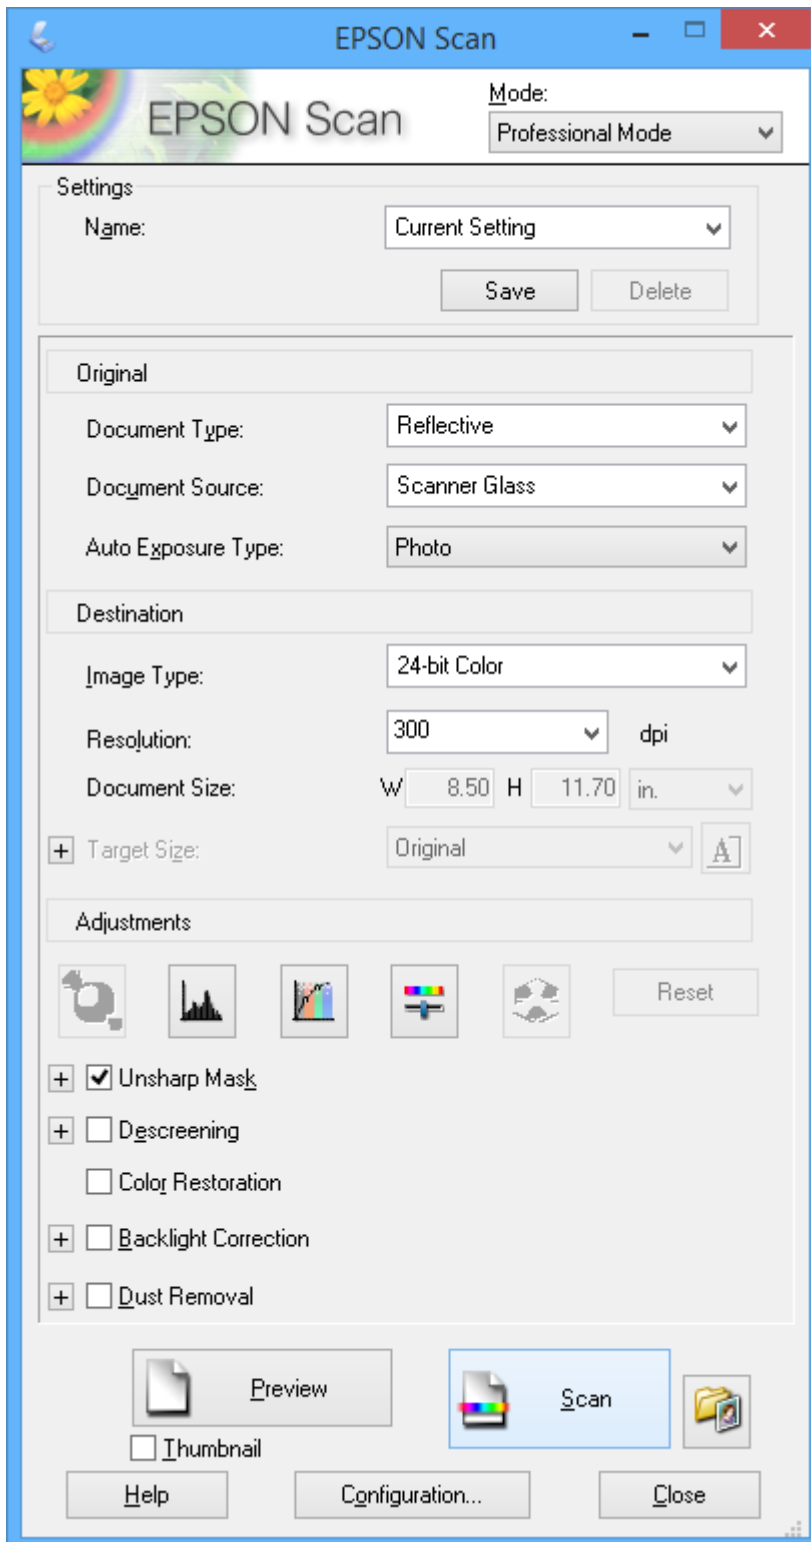 EPSON Scan
EPSON Scan
Mode:
Professional Mode
Settings
Name:
Current Setting
Save
Delete
Original
Document Type:
Reflective
Document Source:
Scanner Glass
Auto Exposure Type:
Photo
Destination
Image Type:
24-bit Color
Resolution:
300
dpi
Document Size:
W
8.50
H
11.70
in.
Target Size:
Original
A
Adjustments
Reset
Unsharp Mask
Descreening
Color Restoration
Backlight Correction
Dust Removal
Preview
Scan
Thumbnail
Help
Configuration...
Close